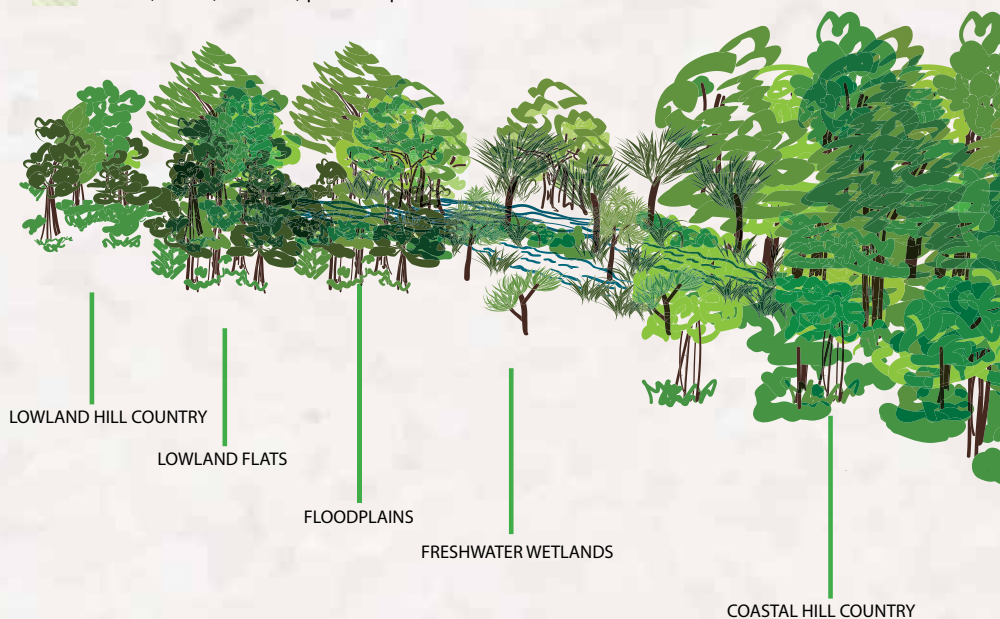 LOWLAND HILL COUNTRY
LOWLAND FLATS
FLOODPLAINS
FRESHWATER WETLANDS
COASTAL HILL COUNTRY